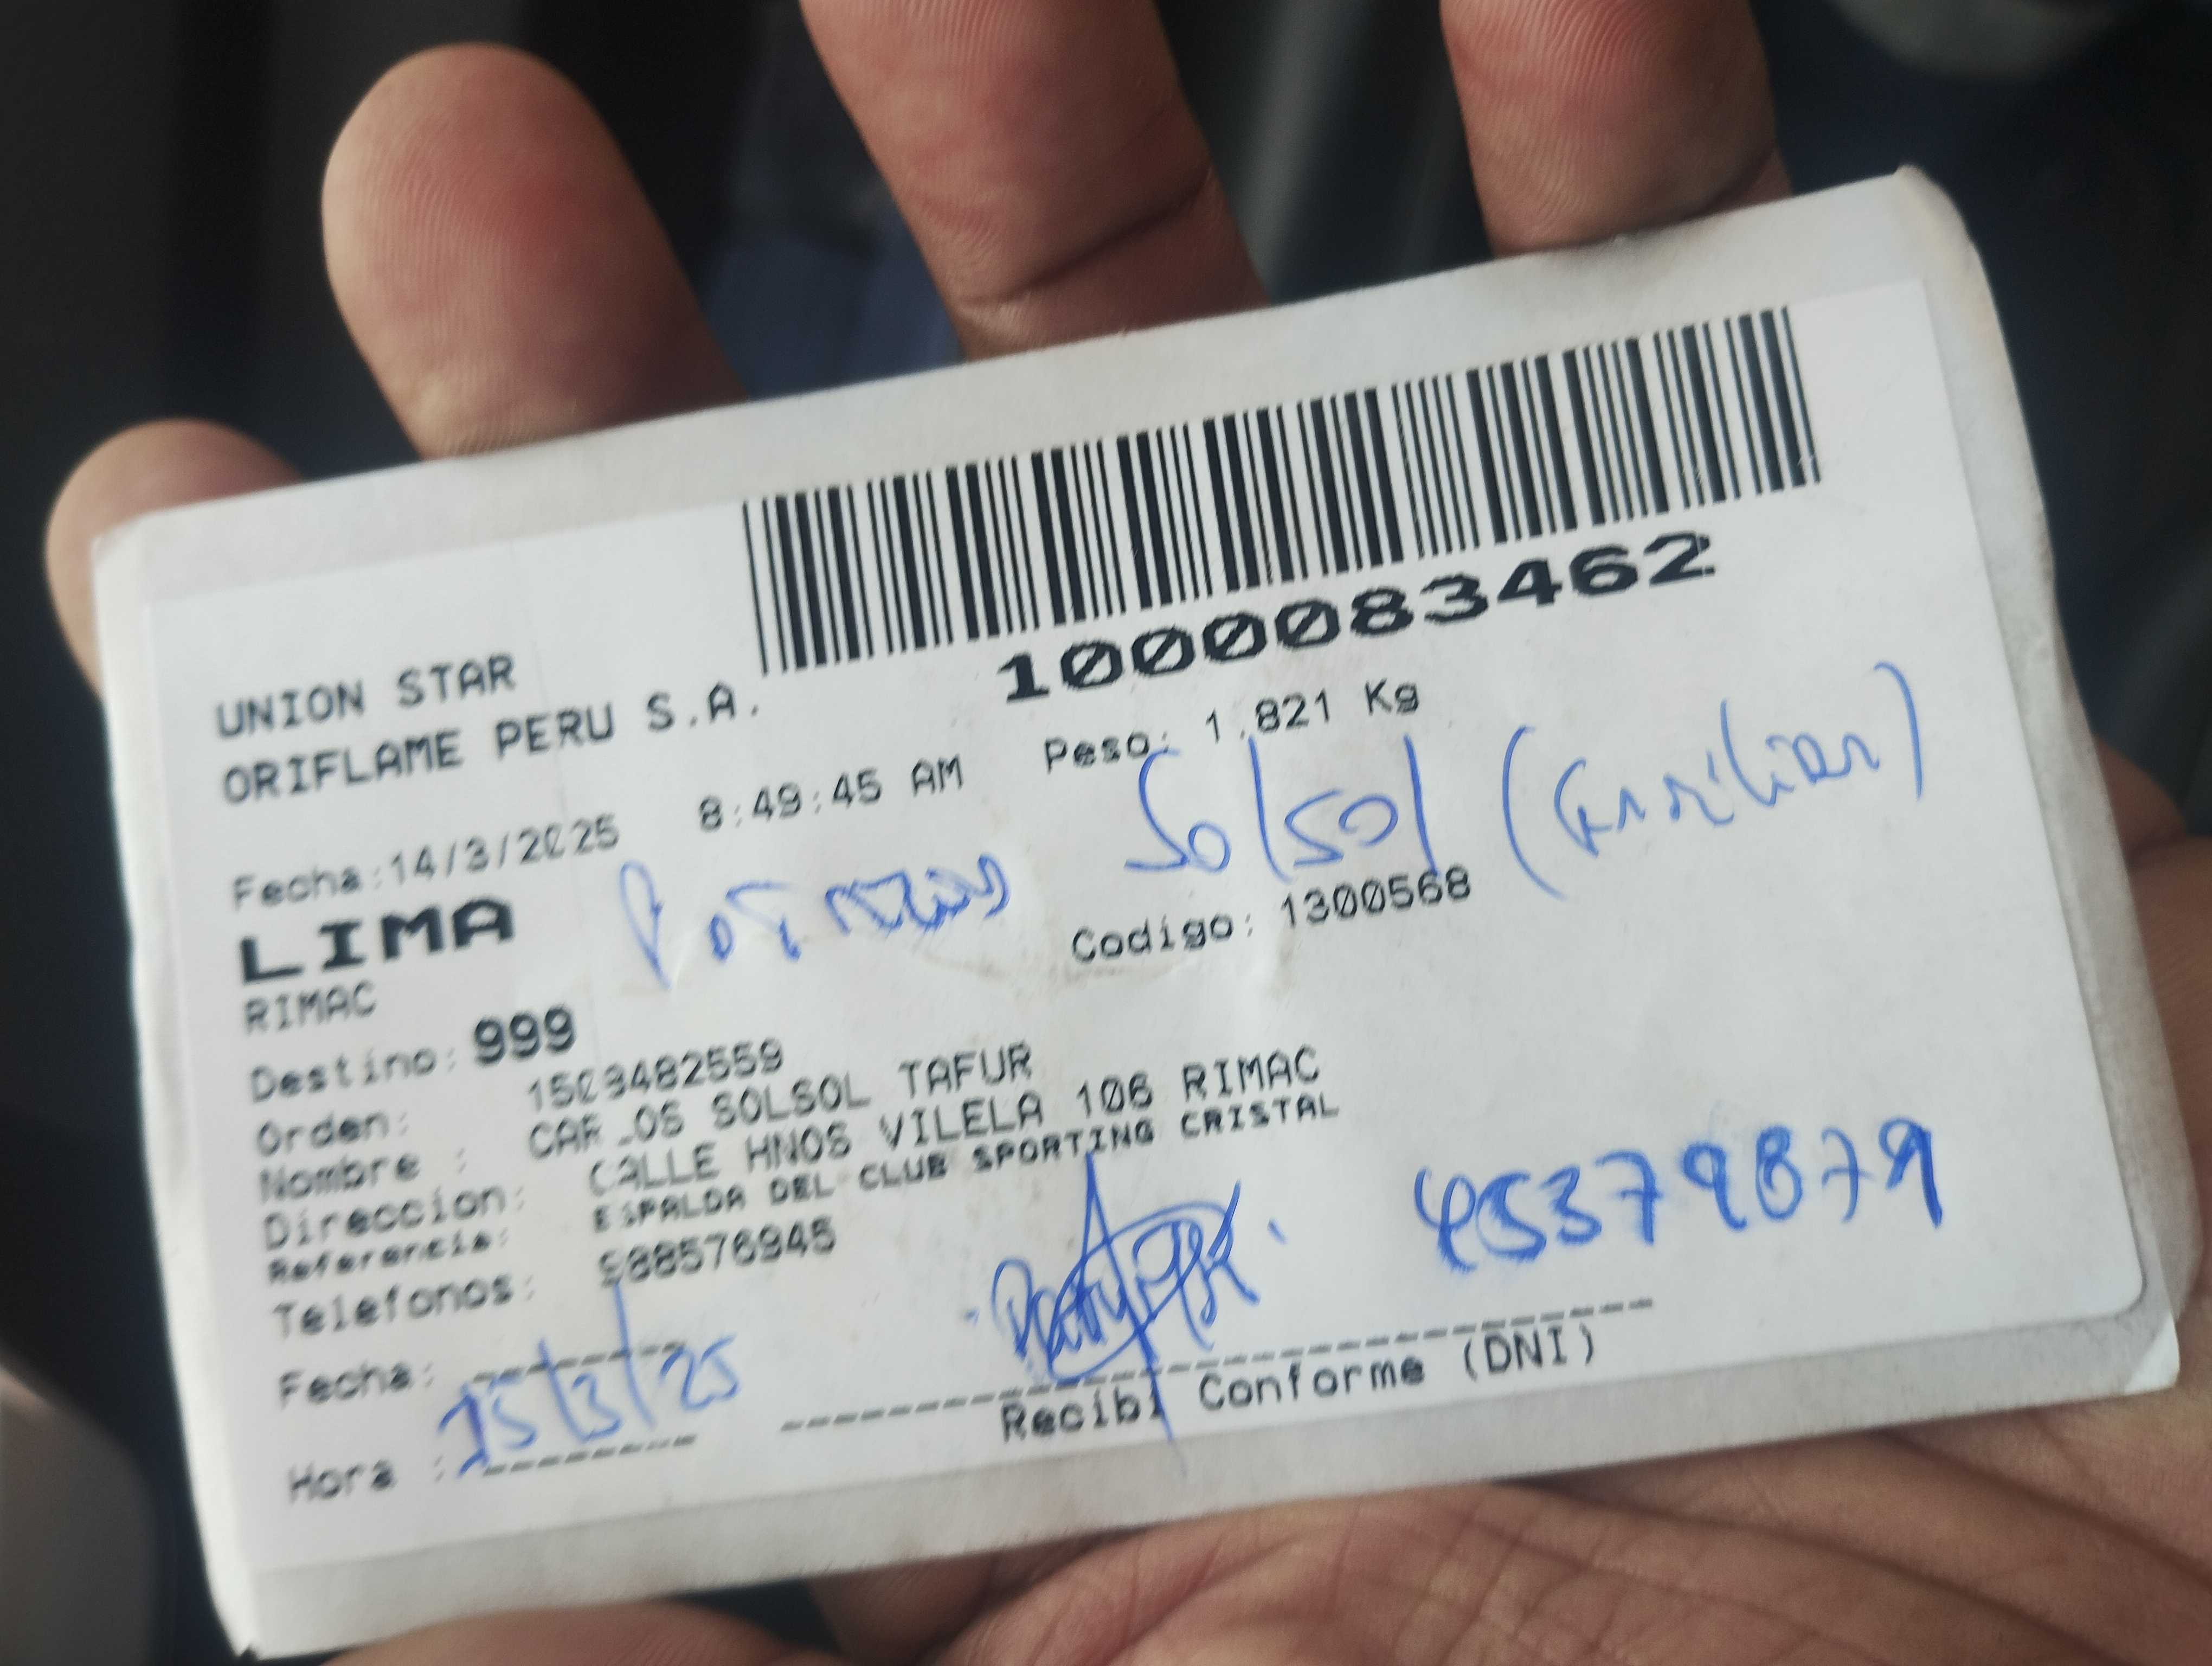 1000083462
UNION STAR
ORIFLAME PERU S.A.
Peso: 1.821 Kg
Fecha:14/3/2025 8:49:45 AM
Solsol (familiar)
LIMA
Codigo: 1300568
RIMAC
Destino: 999
Orden: 1503482559
Nombre : CARLOS SOLSOL TAFUR
Direccion: CALLE HNOS VILELA 106 RIMAC
Referencia: ESPALDA DEL CLUB SPORTING CRISTAL
Telefonos: 988576945
45379879
Fecha: 15/3/25
Hora :
Recibi Conforme (DNI)